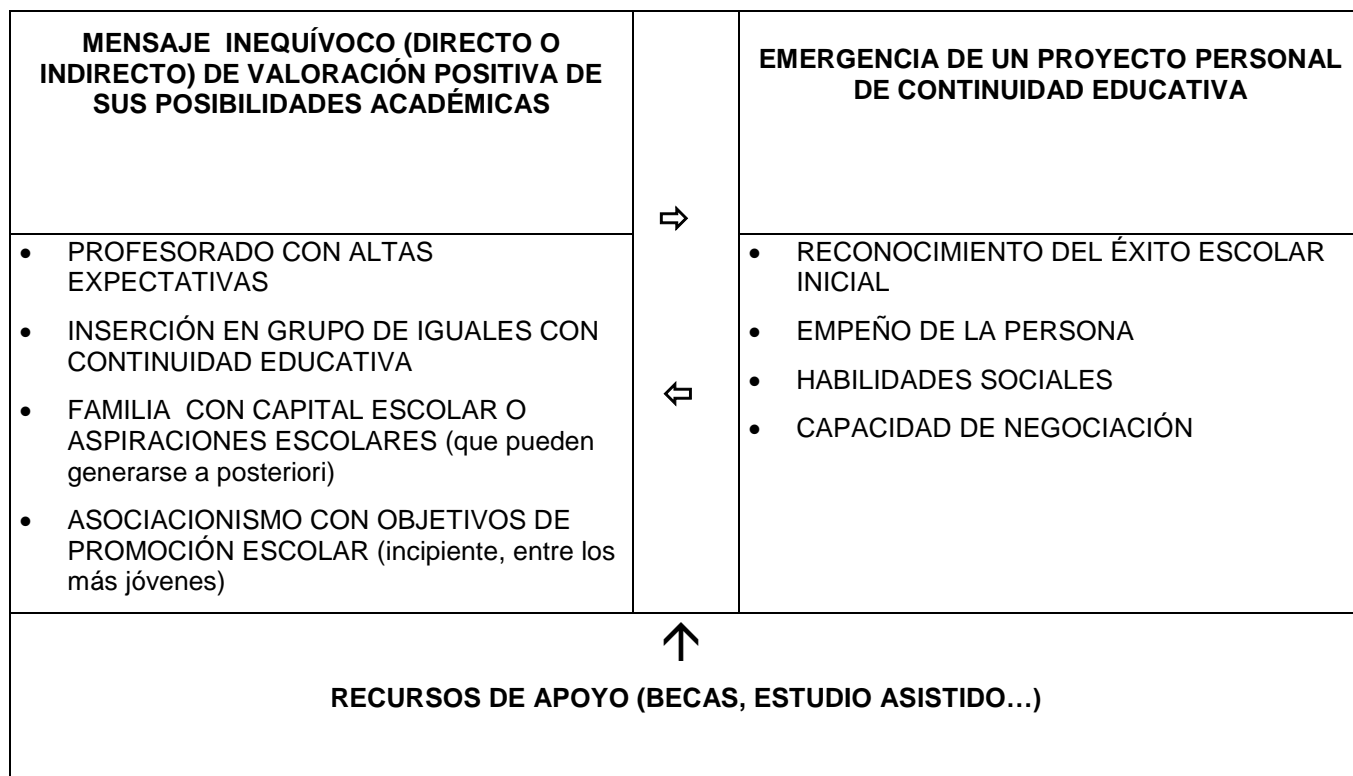 MENSAJE INEQUÍVOCO (DIRECTO O
INDIRECTO) DE VALORACIÓN POSITIVA DE
SUS POSIBILIDADES ACADÉMICAS
• PROFESORADO CON ALTAS
EXPECTATIVAS
• INSERCIÓN EN GRUPO DE IGUALES CON
CONTINUIDAD EDUCATIVA
• FAMILIA CON CAPITAL ESCOLAR O
ASPIRACIONES ESCOLARES (que pueden
generarse a posteriori)
• ASOCIACIONISMO CON OBJETIVOS DE
PROMOCIÓN ESCOLAR (incipiente, entre los
más jóvenes)
⇨
⇦
EMERGENCIA DE UN PROYECTO PERSONAL
DE CONTINUIDAD EDUCATIVA
• RECONOCIMIENTO DEL ÉXITO ESCOLAR
INICIAL
• EMPEÑO DE LA PERSONA
• HABILIDADES SOCIALES
• CAPACIDAD DE NEGOCIACIÓN
↑
RECURSOS DE APOYO (BECAS, ESTUDIO ASISTIDO…)